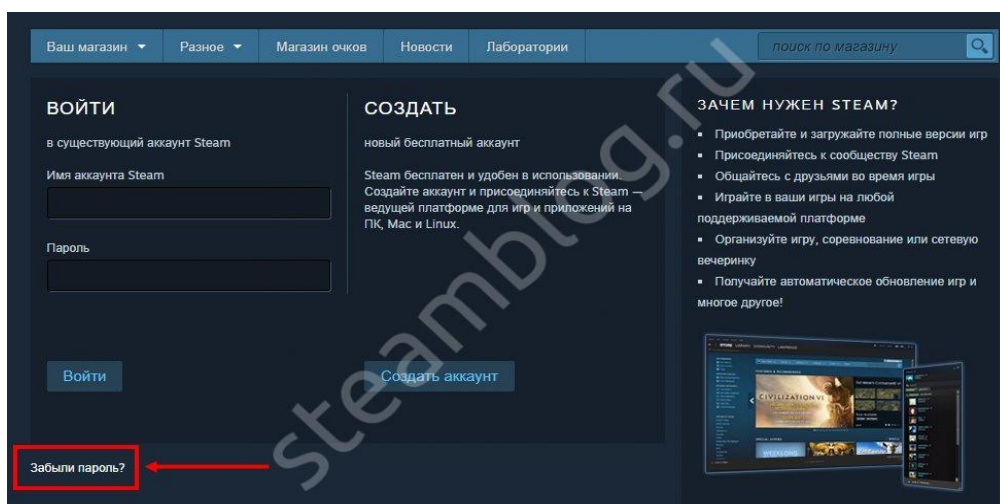 Ваш магазин Разное Магазин очков Новости Лаборатории поиск по магазину
ВОЙТИ
в существующий аккаунт Steam
Имя аккаунта Steam
Пароль
Войти
СОЗДАТЬ
новый бесплатный аккаунт
Steam бесплатен и удобен в использовании.
Создайте аккаунт и присоединяйтесь к Steam —
ведущей платформе для игр и приложений на
ПК, Mac и Linux.
Создать аккаунт
ЗАЧЕМ НУЖЕН STEAM?
▪ Приобретайте и загружайте полные версии игр
▪ Присоединяйтесь к сообществу Steam
▪ Общайтесь с друзьями во время игры
▪ Играйте в ваши игры на любой
поддерживаемой платформе
▪ Организуйте игру, соревнование или сетевую
вечеринку
▪ Получайте автоматическое обновление игр и
многое другое!
CIVILIZATION VI
Забыли пароль?
steamblog.ru